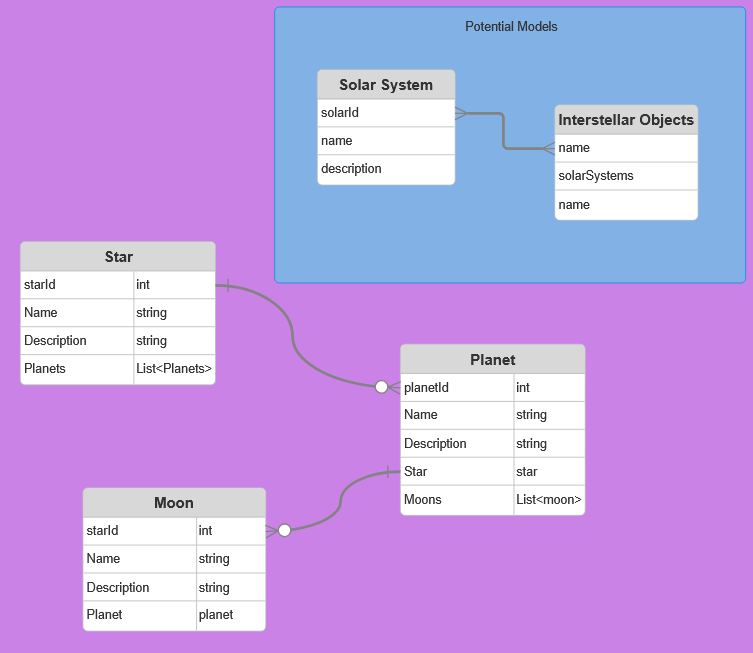 Potential Models
Solar System
solarId
name
description
Interstellar Objects
name
solarSystems
name
Star
starId int
Name string
Description string
Planets List<Planets>
Planet
planetId int
Name string
Description string
Star star
Moons List<moon>
Moon
starId int
Name string
Description string
Planet planet